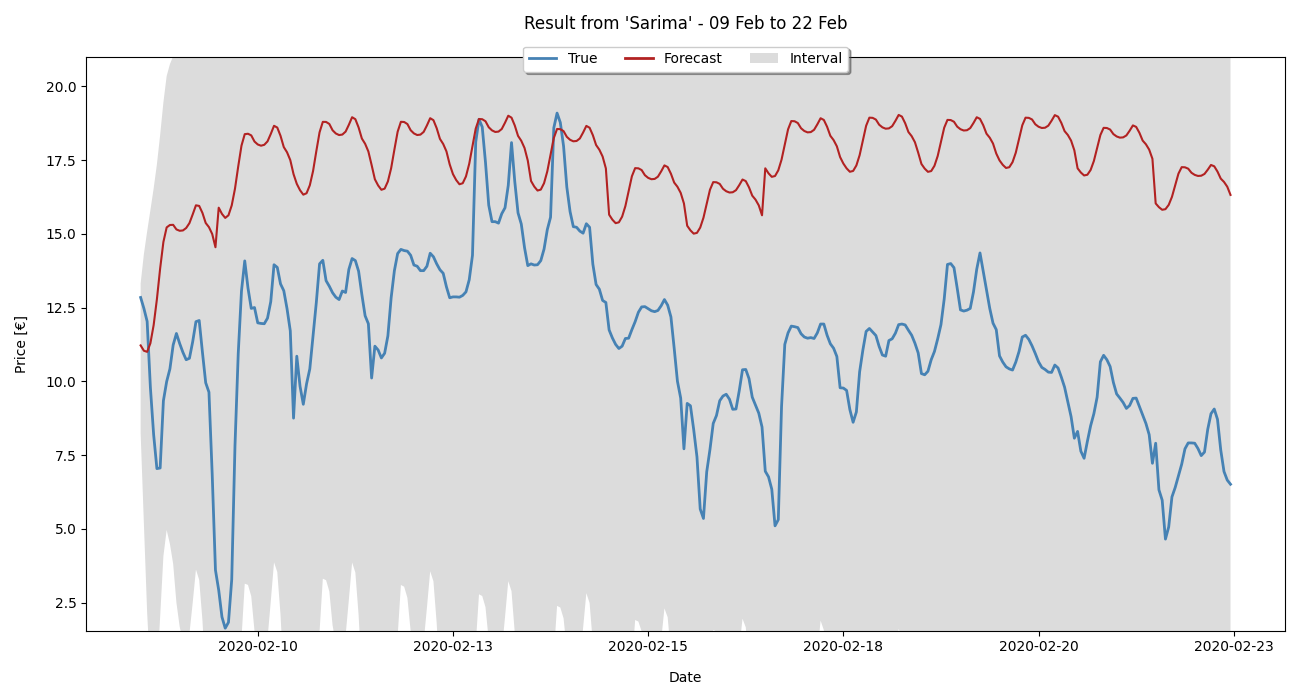 Result from 'Sarima' - 09 Feb to 22 Feb
True Forecast Interval
20.0
17.5
15.0
12.5
10.0
7.5
5.0
2.5
Price [€]
2020-02-10 2020-02-13 2020-02-15 2020-02-18 2020-02-20 2020-02-23
Date